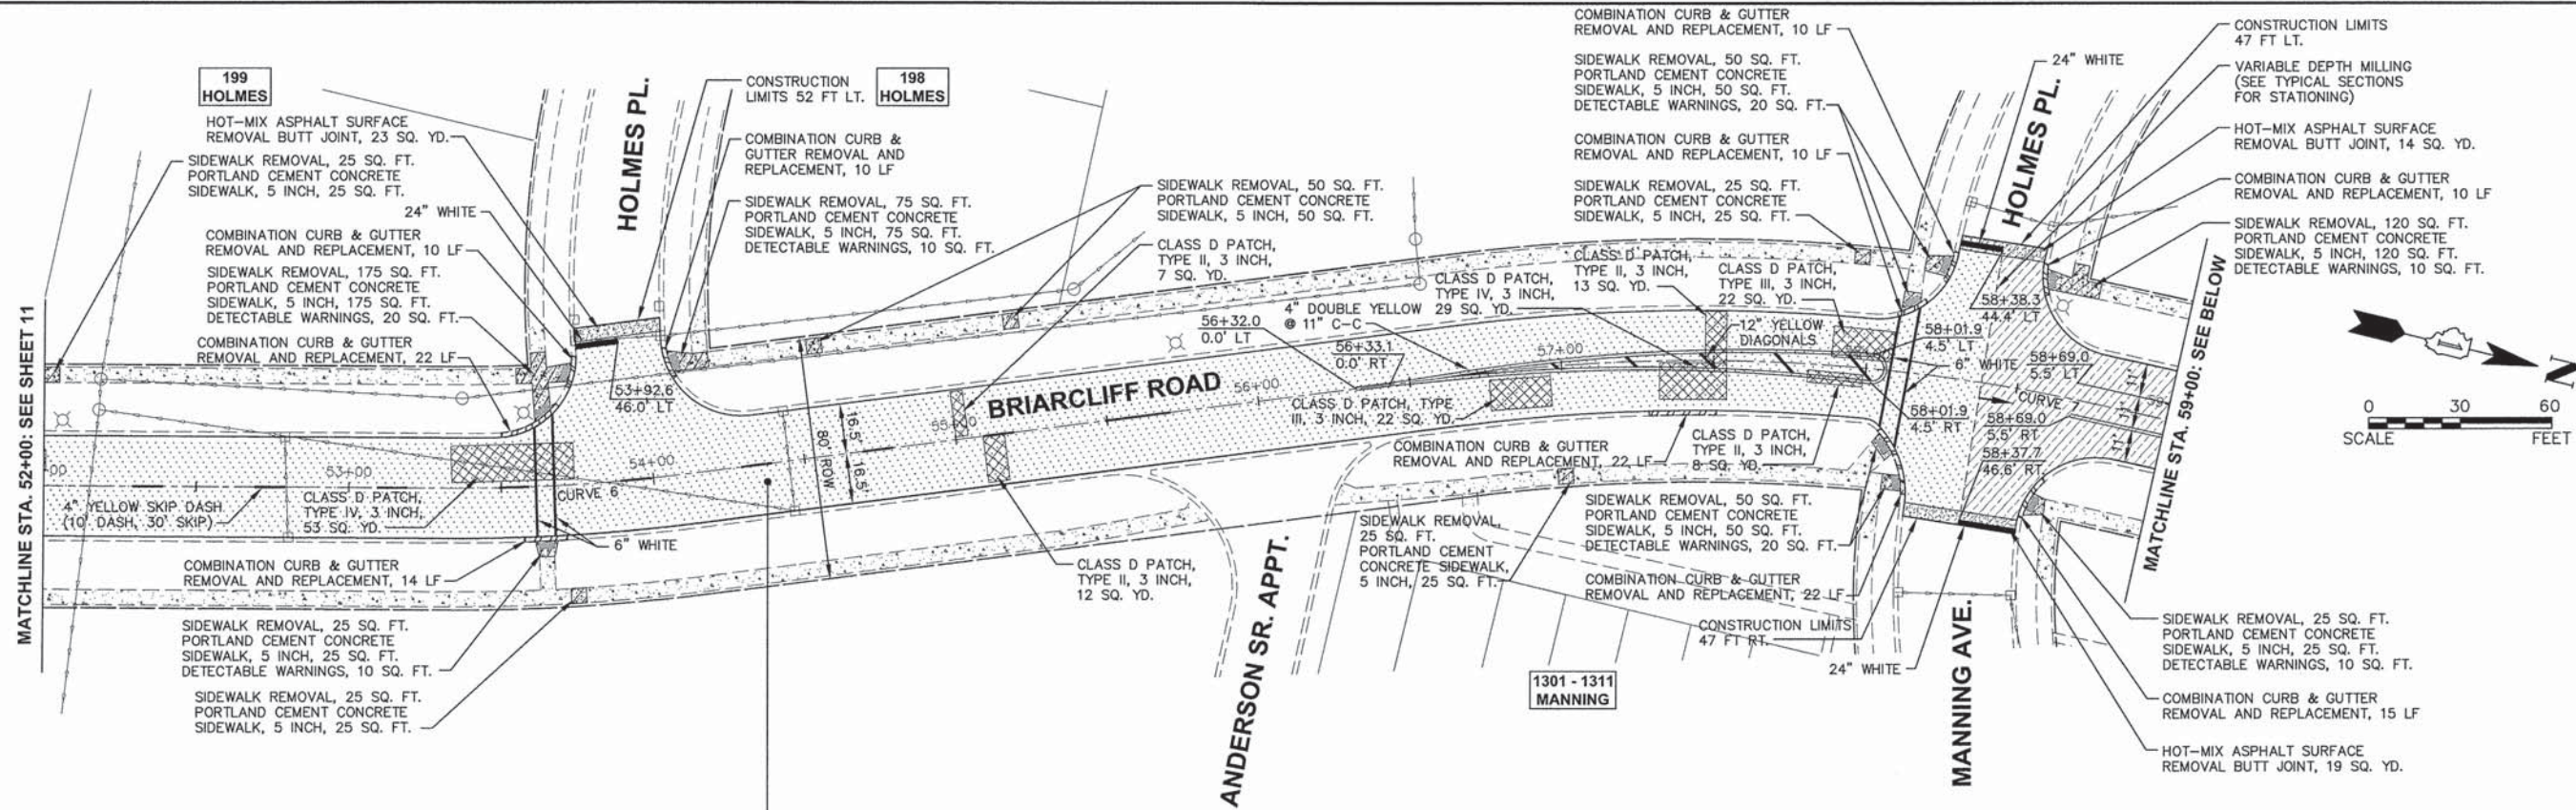 MATCHLINE STA. 52+00: SEE SHEET 11
199
HOLMES
HOT-MIX ASPHALT SURFACE
REMOVAL BUTT JOINT, 23 SQ. YD.
SIDEWALK REMOVAL, 25 SQ. FT.
PORTLAND CEMENT CONCRETE
SIDEWALK, 5 INCH, 25 SQ. FT.
24" WHITE
COMBINATION CURB & GUTTER
REMOVAL AND REPLACEMENT, 10 LF
SIDEWALK REMOVAL, 175 SQ. FT.
PORTLAND CEMENT CONCRETE
SIDEWALK, 5 INCH, 175 SQ. FT.
DETECTABLE WARNINGS, 20 SQ. FT.
COMBINATION CURB & GUTTER
REMOVAL AND REPLACEMENT, 22 LF
53+00
4" YELLOW SKIP DASH
(10' DASH, 30' SKIP)
CLASS D PATCH,
TYPE IV, 3 INCH,
53 SQ. YD.
COMBINATION CURB & GUTTER
REMOVAL AND REPLACEMENT, 14 LF
SIDEWALK REMOVAL, 25 SQ. FT.
PORTLAND CEMENT CONCRETE
SIDEWALK, 5 INCH, 25 SQ. FT.
DETECTABLE WARNINGS, 10 SQ. FT.
SIDEWALK REMOVAL, 25 SQ. FT.
PORTLAND CEMENT CONCRETE
SIDEWALK, 5 INCH, 25 SQ. FT.
HOLMES PL.
CONSTRUCTION
LIMITS 52 FT LT.
198
HOLMES
COMBINATION CURB &
GUTTER REMOVAL AND
REPLACEMENT, 10 LF
SIDEWALK REMOVAL, 75 SQ. FT.
PORTLAND CEMENT CONCRETE
SIDEWALK, 5 INCH, 75 SQ. FT.
DETECTABLE WARNINGS, 10 SQ. FT.
53+92.6
46.0' LT
54+00
CURVE 6
6" WHITE
16.5'
16.5'
80' ROW
SIDEWALK REMOVAL, 50 SQ. FT.
PORTLAND CEMENT CONCRETE
SIDEWALK, 5 INCH, 50 SQ. FT.
CLASS D PATCH,
TYPE II, 3 INCH,
7 SQ. YD.
BRIARCLIFF ROAD
56+00
CLASS D PATCH,
TYPE II, 3 INCH,
12 SQ. YD.
ANDERSON SR. APPT.
56+32.0
0.0' LT
56+33.1
0.0' RT
4" DOUBLE YELLOW
@ 11" C-C
CLASS D PATCH,
TYPE IV, 3 INCH,
29 SQ. YD.
CLASS D PATCH,
TYPE II, 3 INCH,
13 SQ. YD.
CLASS D PATCH,
TYPE III, 3 INCH,
22 SQ. YD.
57+00
12" YELLOW
DIAGONALS
CLASS D PATCH, TYPE
III, 3 INCH, 22 SQ. YD.
COMBINATION CURB & GUTTER
REMOVAL AND REPLACEMENT, 22 LF
CLASS D PATCH,
TYPE II, 3 INCH,
8 SQ. YD.
SIDEWALK REMOVAL,
25 SQ. FT.
PORTLAND CEMENT
CONCRETE SIDEWALK,
5 INCH, 25 SQ. FT.
SIDEWALK REMOVAL, 50 SQ. FT.
PORTLAND CEMENT CONCRETE
SIDEWALK, 5 INCH, 50 SQ. FT.
DETECTABLE WARNINGS, 20 SQ. FT.
COMBINATION CURB & GUTTER
REMOVAL AND REPLACEMENT, 22 LF
CONSTRUCTION LIMITS
47 FT RT.
1301 - 1311
MANNING
24" WHITE
MANNING AVE.
COMBINATION CURB & GUTTER
REMOVAL AND REPLACEMENT, 10 LF
SIDEWALK REMOVAL, 50 SQ. FT.
PORTLAND CEMENT CONCRETE
SIDEWALK, 5 INCH, 50 SQ. FT.
DETECTABLE WARNINGS, 20 SQ. FT.
COMBINATION CURB & GUTTER
REMOVAL AND REPLACEMENT, 10 LF
SIDEWALK REMOVAL, 25 SQ. FT.
PORTLAND CEMENT CONCRETE
SIDEWALK, 5 INCH, 25 SQ. FT.
24" WHITE
HOLMES PL.
58+38.3
44.4' LT
58+01.9
4.5' LT
6" WHITE
58+69.0
5.5' LT
58+01.9
4.5' RT
CURVE
58+69.0
5.5' RT
58+37.7
46.6' RT
11'
11'
11'
CONSTRUCTION LIMITS
47 FT LT.
VARIABLE DEPTH MILLING
(SEE TYPICAL SECTIONS
FOR STATIONING)
HOT-MIX ASPHALT SURFACE
REMOVAL BUTT JOINT, 14 SQ. YD.
COMBINATION CURB & GUTTER
REMOVAL AND REPLACEMENT, 10 LF
SIDEWALK REMOVAL, 120 SQ. FT.
PORTLAND CEMENT CONCRETE
SIDEWALK, 5 INCH, 120 SQ. FT.
DETECTABLE WARNINGS, 10 SQ. FT.
MATCHLINE STA. 59+00: SEE BELOW
N
0 30 60
SCALE FEET
SIDEWALK REMOVAL, 25 SQ. FT.
PORTLAND CEMENT CONCRETE
SIDEWALK, 5 INCH, 25 SQ. FT.
DETECTABLE WARNINGS, 10 SQ. FT.
COMBINATION CURB & GUTTER
REMOVAL AND REPLACEMENT, 15 LF
HOT-MIX ASPHALT SURFACE
REMOVAL BUTT JOINT, 19 SQ. YD.